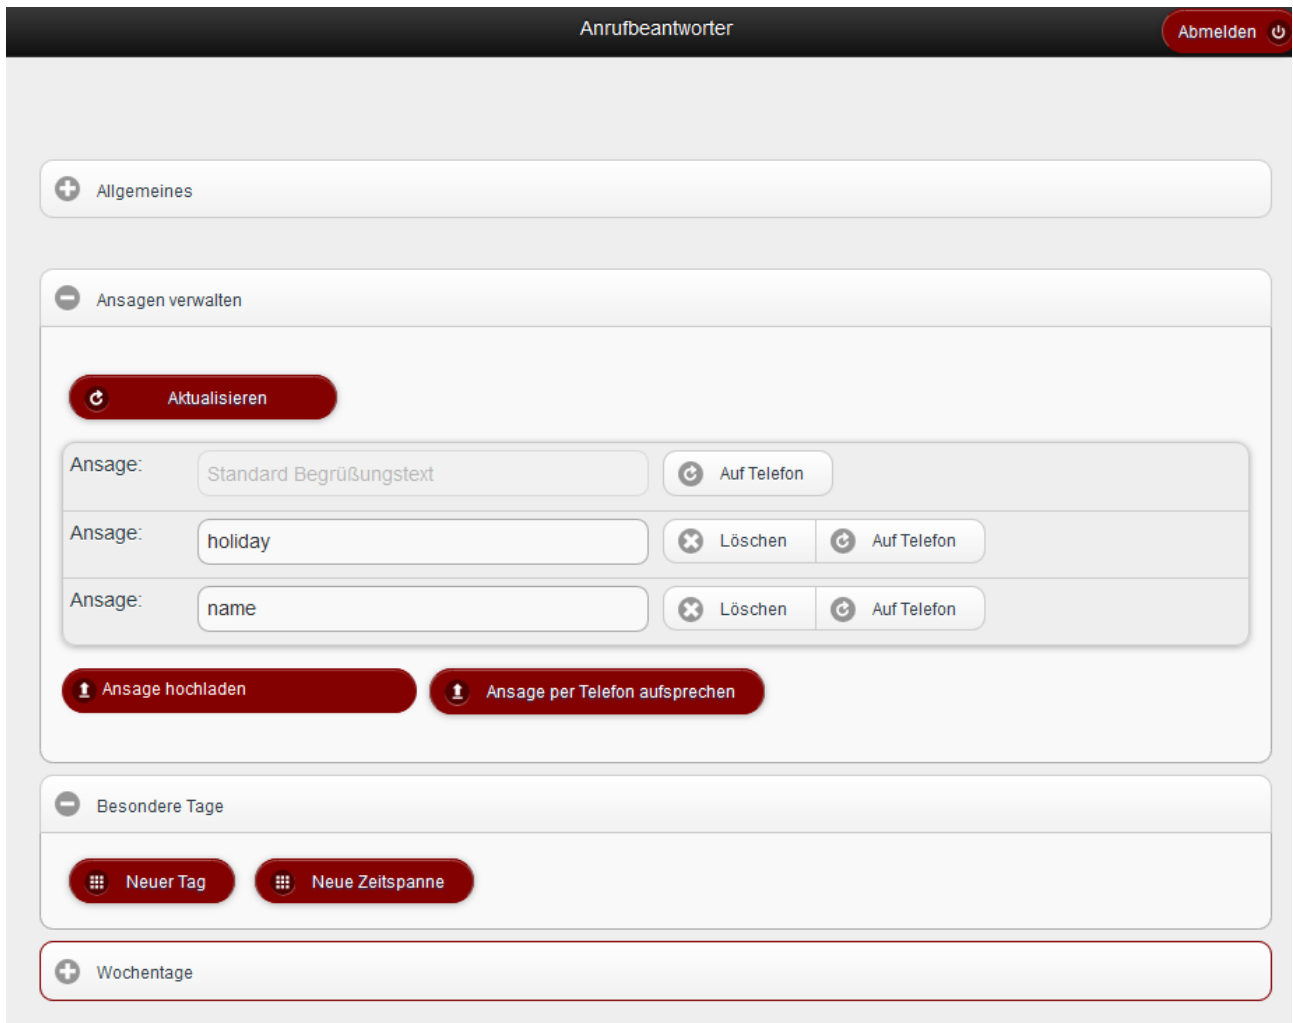 Anrufbeantworter
Abmelden
Allgemeines
Ansagen verwalten
Aktualisieren
Ansage: Standard Begrüßungstext Auf Telefon
Ansage: holiday Löschen Auf Telefon
Ansage: name Löschen Auf Telefon
Ansage hochladen Ansage per Telefon aufsprechen
Besondere Tage
Neuer Tag Neue Zeitspanne
Wochentage